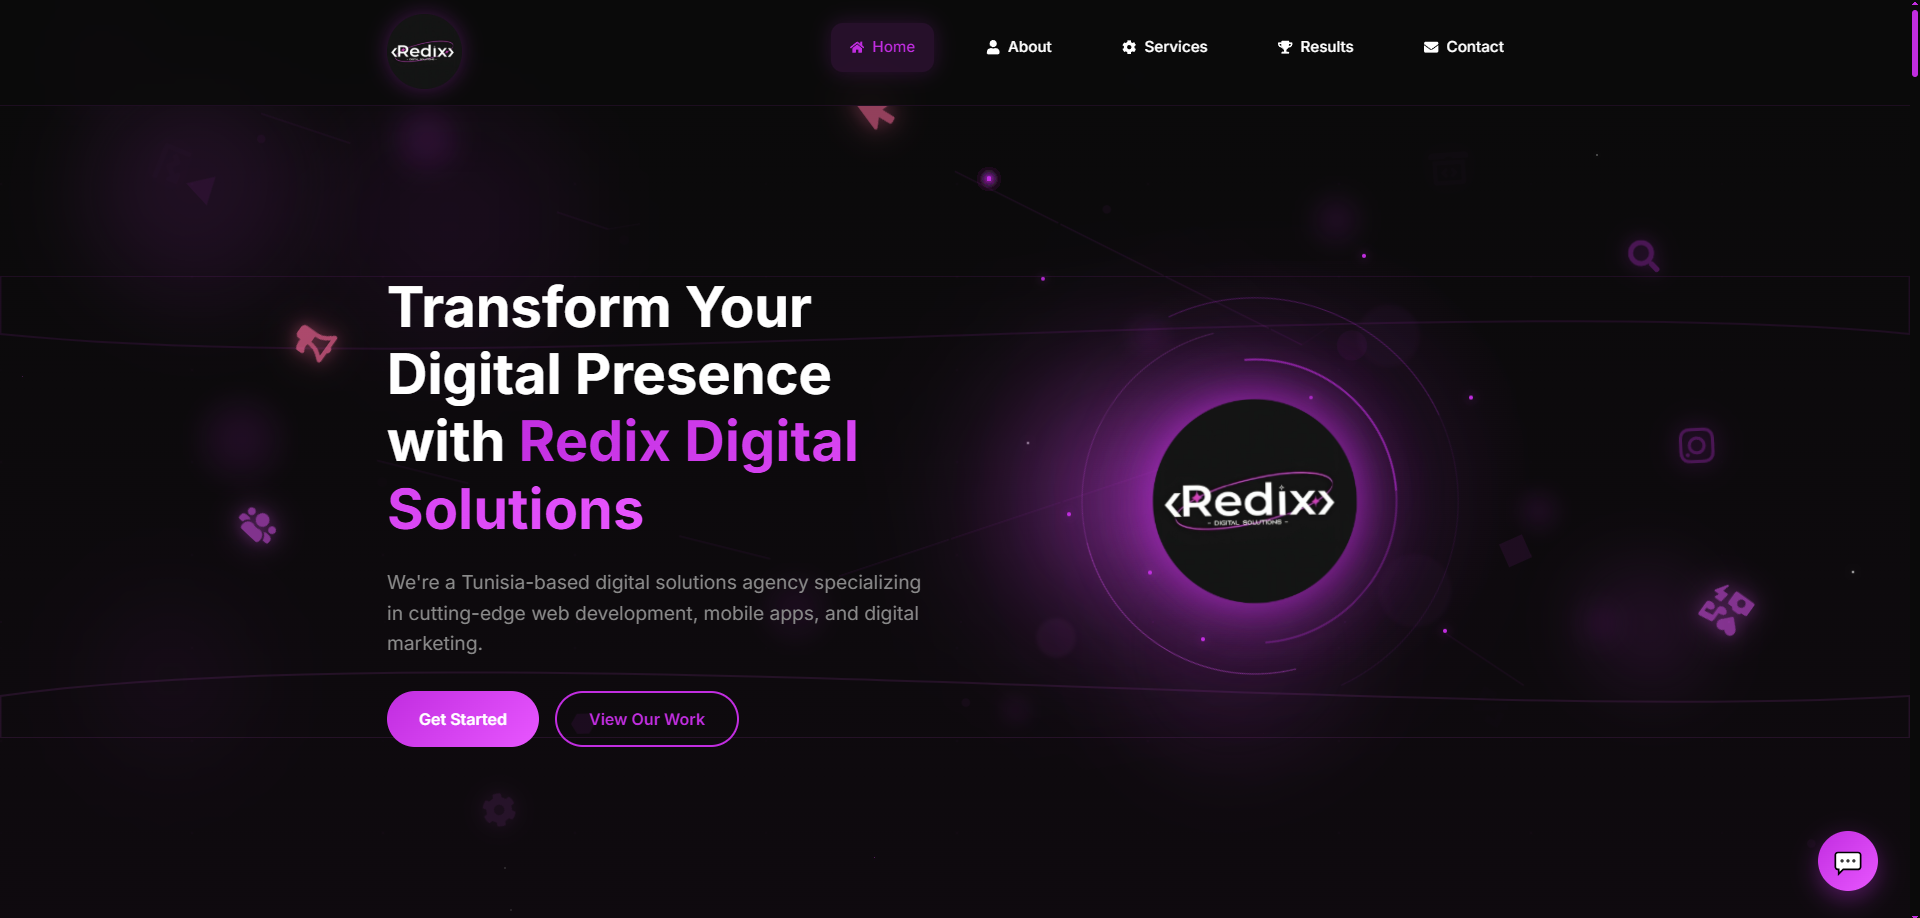 ‹Redix›
Home
About
Services
Results
Contact
Transform Your
Digital Presence
with Redix Digital
Solutions
We're a Tunisia-based digital solutions agency specializing
in cutting-edge web development, mobile apps, and digital
marketing.
Get Started
View Our Work
‹Redix›
- DIGITAL SOLUTIONS -